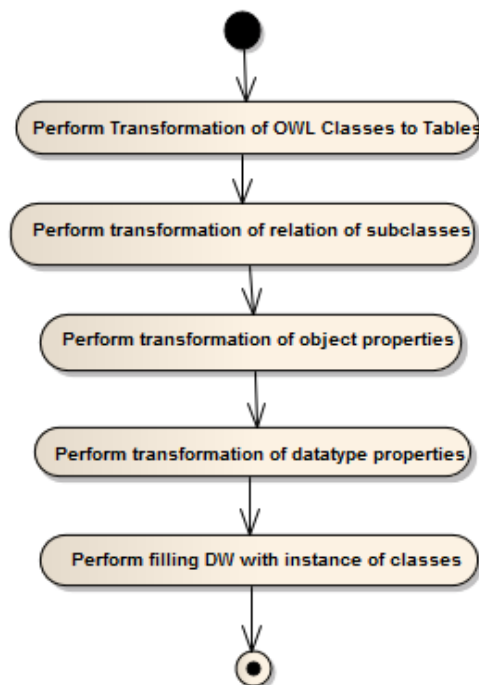 Perform Transformation of OWL Classes to Tables
Perform transformation of relation of subclasses
Perform transformation of object properties
Perform transformation of datatype properties
Perform filling DW with instance of classes